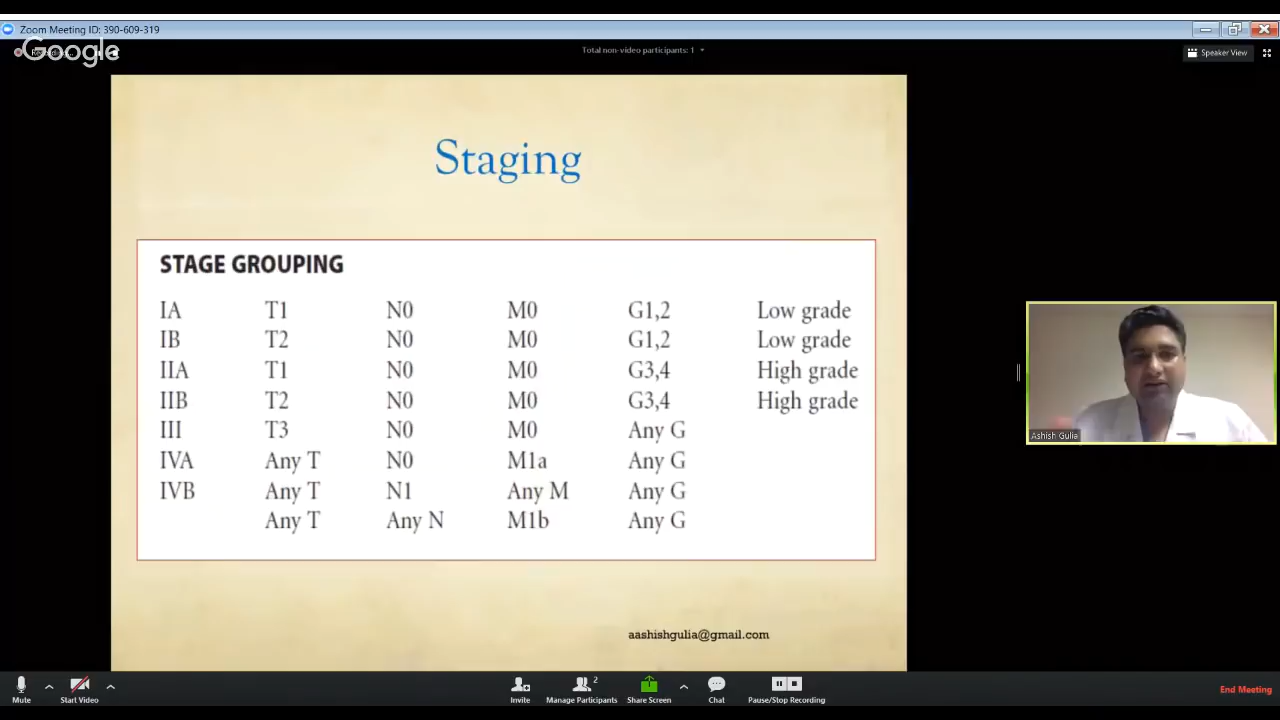 Zoom Meeting ID: 390-609-319
Google
Total non-video participants: 1
Speaker View
Staging
STAGE GROUPING
IA T1 N0 M0 G1,2 Low grade
IB T2 N0 M0 G1,2 Low grade
IIA T1 N0 M0 G3,4 High grade
IIB T2 N0 M0 G3,4 High grade
III T3 N0 M0 Any G
IVA Any T N0 M1a Any G
IVB Any T N1 Any M Any G
Any T Any N M1b Any G
Ashish Gulia
aashishgulia@gmail.com
Mute
Start Video
Invite
2
Manage Participants
Share Screen
Chat
Pause/Stop Recording
End Meeting